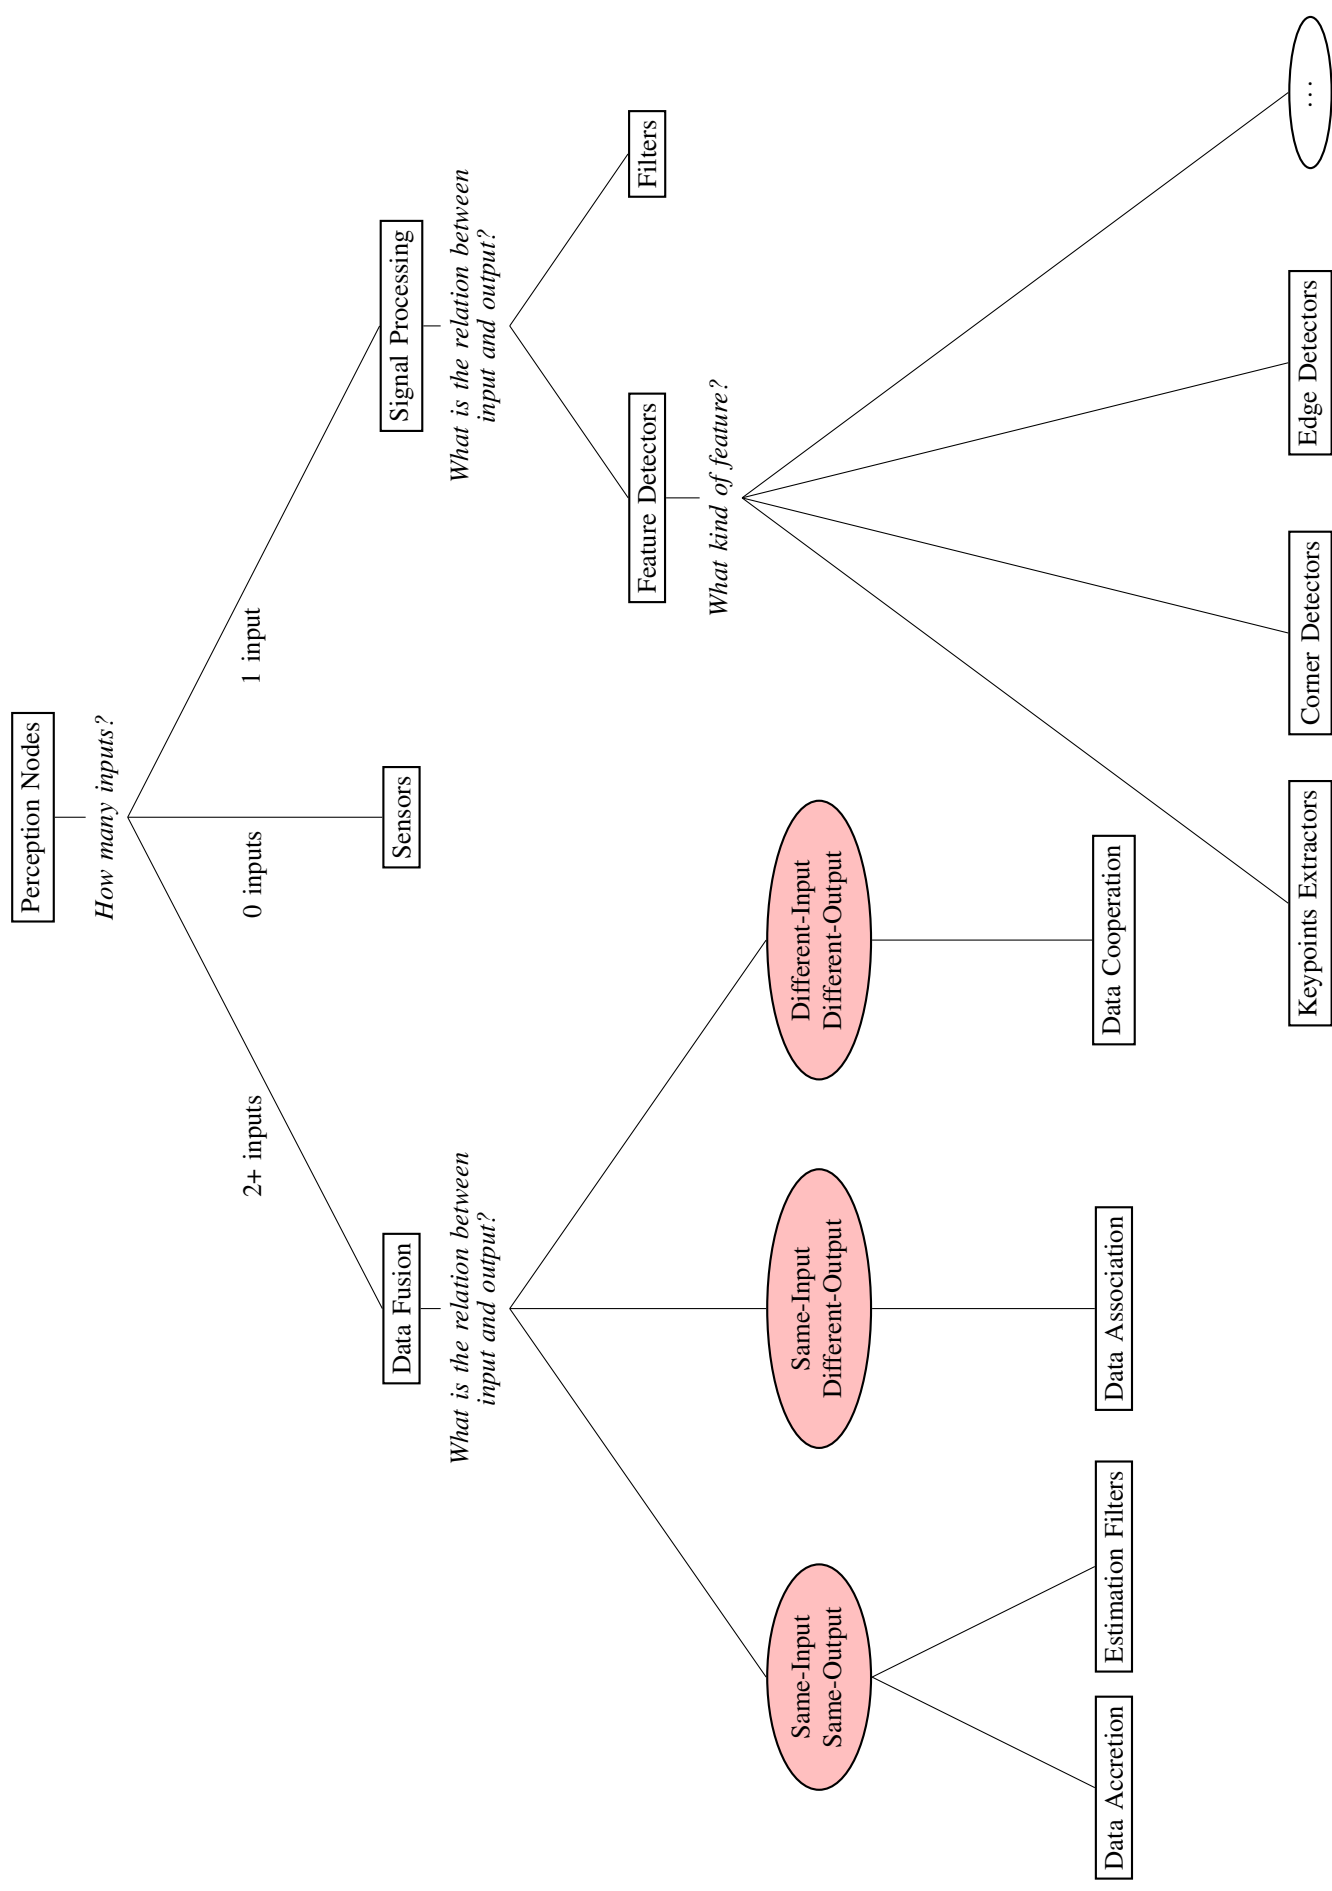 Perception Nodes
How many inputs?
2+ inputs
0 inputs
1 input
Data Fusion
Sensors
Signal Processing
What is the relation between
input and output?
What is the relation between
input and output?
Feature Detectors
Filters
What kind of feature?
Same-Input
Same-Output
Same-Input
Different-Output
Different-Input
Different-Output
Data Accretion
Estimation Filters
Data Association
Data Cooperation
Keypoints Extractors
Corner Detectors
Edge Detectors
...